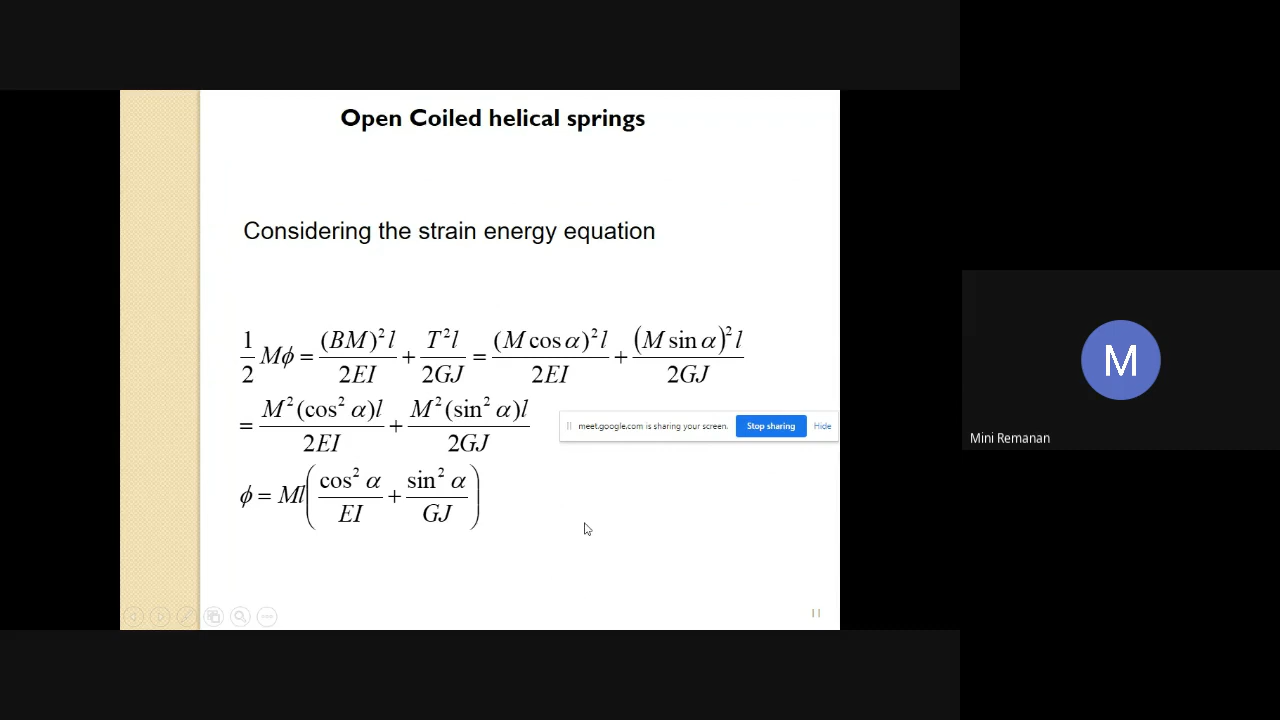 Open Coiled helical springs
Considering the strain energy equation
1/2 Mϕ = (BM)²l/2EI + T²l/2GJ = (M cos α)²l/2EI + (M sin α)²l/2GJ
= M²(cos² α)l/2EI + M²(sin² α)l/2GJ
meet.google.com is sharing your screen. Stop sharing Hide
ϕ = Ml(cos² α/EI + sin² α/GJ)
11
M
Mini Remanan